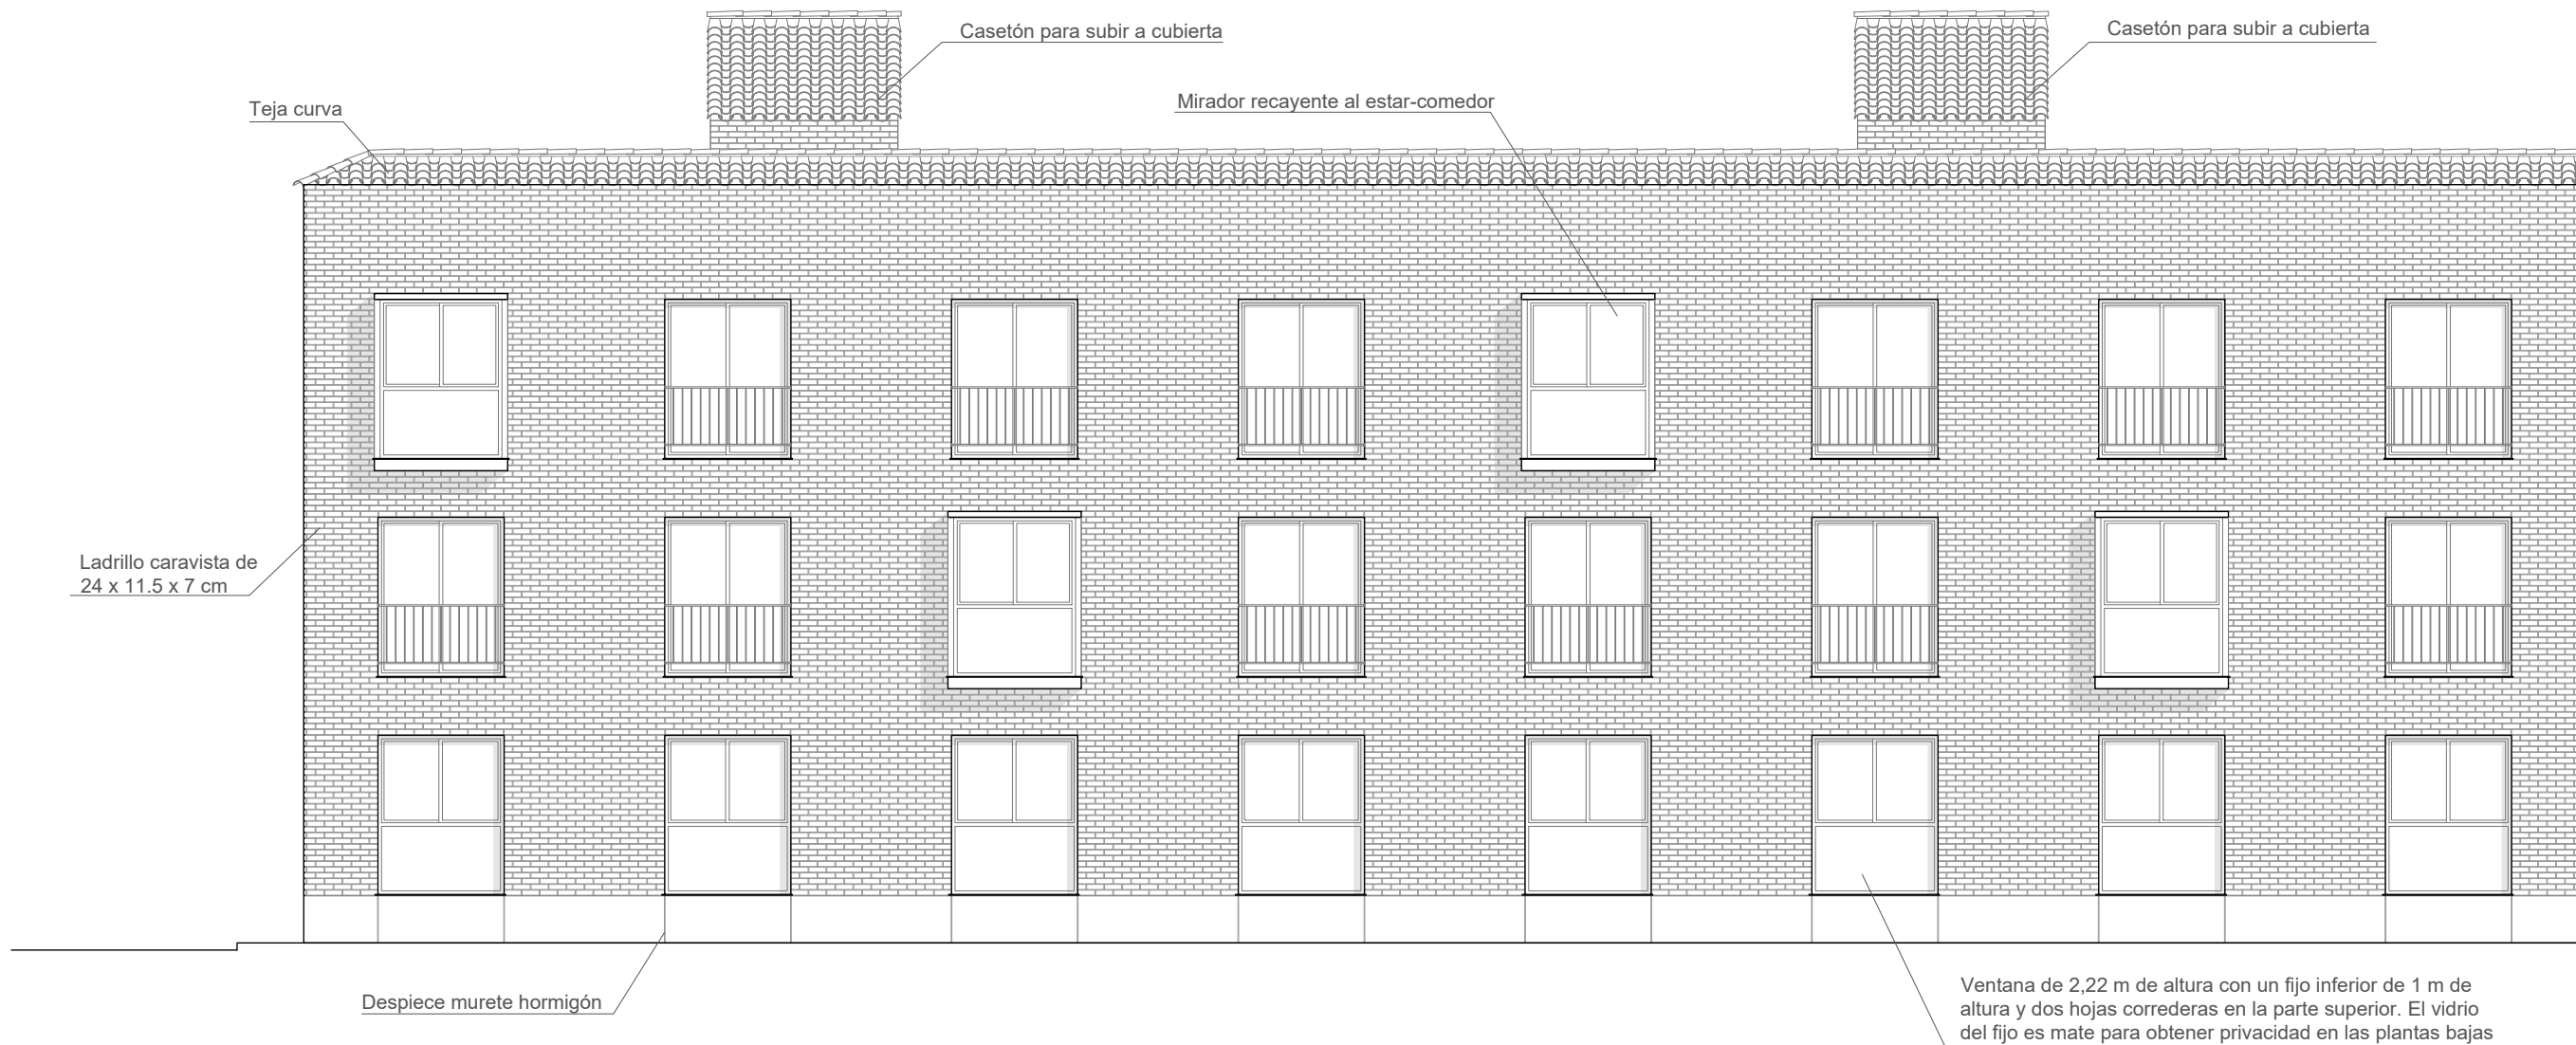 Casetón para subir a cubierta
Casetón para subir a cubierta
Mirador recayente al estar-comedor
Teja curva
Ladrillo caravista de
24 x 11.5 x 7 cm
Despiece murete hormigón
Ventana de 2,22 m de altura con un fijo inferior de 1 m de
altura y dos hojas correderas en la parte superior. El vidrio
del fijo es mate para obtener privacidad en las plantas bajas